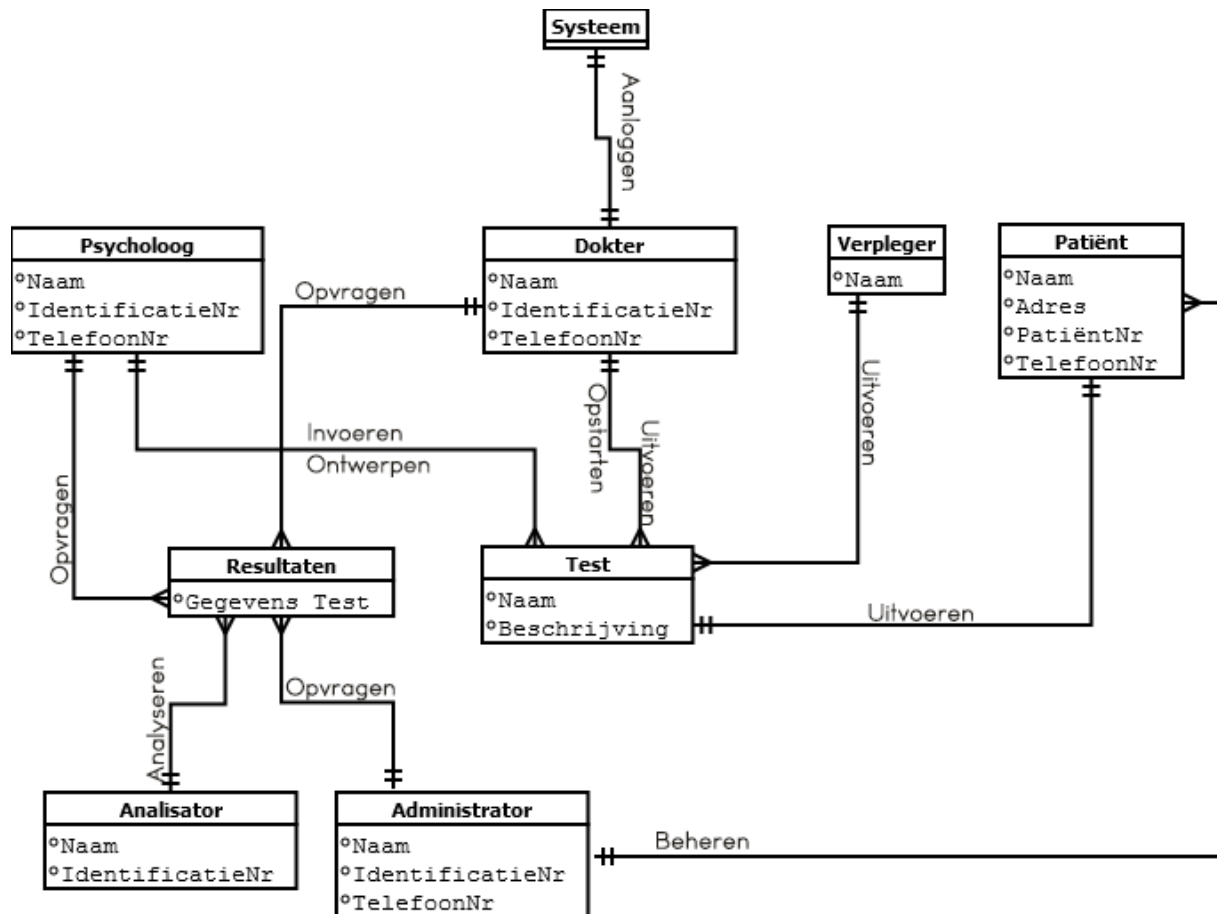 Systeem
Aanloggen
Psycholoog
Naam
IdentificatieNr
TelefoonNr
Dokter
Naam
IdentificatieNr
TelefoonNr
Verpleger
Naam
Patiënt
Naam
Adres
PatiëntNr
TelefoonNr
Opvragen
Opstarten
Uitvoeren
Uitvoeren
Invoeren
Ontwerpen
Opvragen
Resultaten
Gegevens Test
Test
Naam
Beschrijving
Uitvoeren
Analyseren
Opvragen
Analisator
Naam
IdentificatieNr
Administrator
Naam
IdentificatieNr
TelefoonNr
Beheren